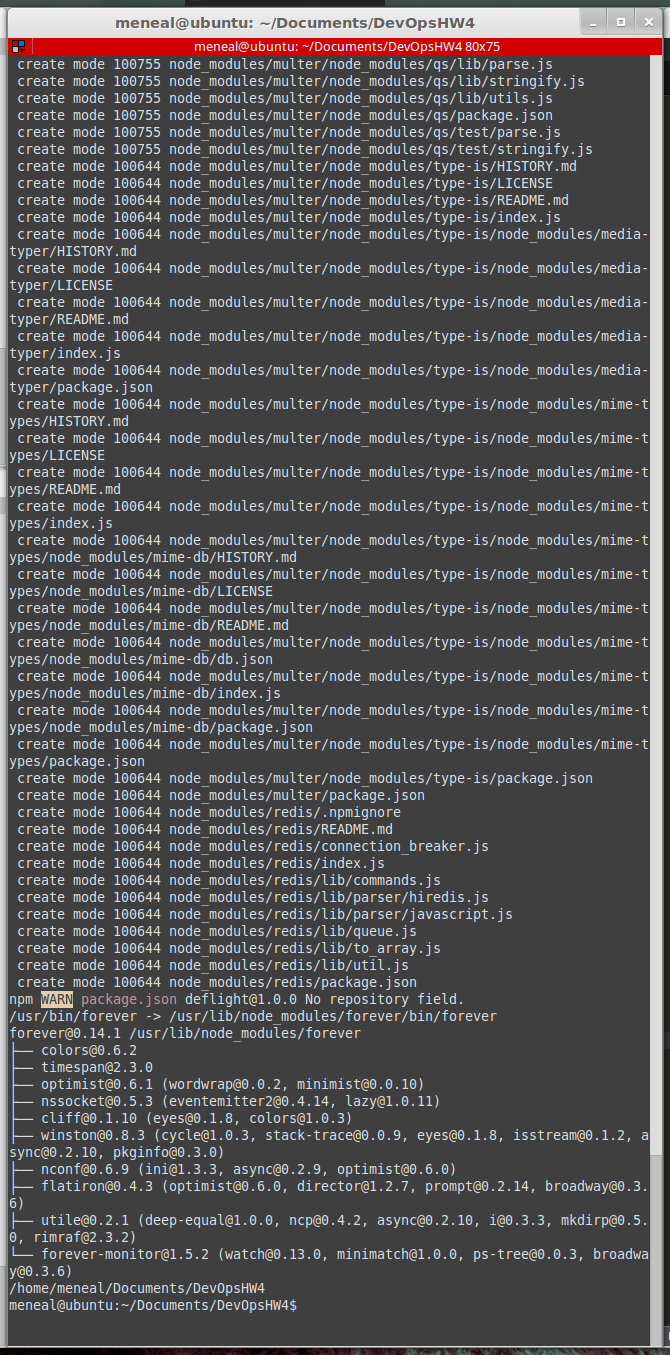 meneal@ubuntu: ~/Documents/DevOpsHW4
meneal@ubuntu: ~/Documents/DevOpsHW4 80x75
create mode 100755 node_modules/multer/node_modules/qs/lib/parse.js
create mode 100755 node_modules/multer/node_modules/qs/lib/stringify.js
create mode 100755 node_modules/multer/node_modules/qs/lib/utils.js
create mode 100755 node_modules/multer/node_modules/qs/package.json
create mode 100755 node_modules/multer/node_modules/qs/test/parse.js
create mode 100755 node_modules/multer/node_modules/qs/test/stringify.js
create mode 100644 node_modules/multer/node_modules/type-is/HISTORY.md
create mode 100644 node_modules/multer/node_modules/type-is/LICENSE
create mode 100644 node_modules/multer/node_modules/type-is/README.md
create mode 100644 node_modules/multer/node_modules/type-is/index.js
create mode 100644 node_modules/multer/node_modules/type-is/node_modules/media-
typer/HISTORY.md
create mode 100644 node_modules/multer/node_modules/type-is/node_modules/media-
typer/LICENSE
create mode 100644 node_modules/multer/node_modules/type-is/node_modules/media-
typer/README.md
create mode 100644 node_modules/multer/node_modules/type-is/node_modules/media-
typer/index.js
create mode 100644 node_modules/multer/node_modules/type-is/node_modules/media-
typer/package.json
create mode 100644 node_modules/multer/node_modules/type-is/node_modules/mime-t
ypes/HISTORY.md
create mode 100644 node_modules/multer/node_modules/type-is/node_modules/mime-t
ypes/LICENSE
create mode 100644 node_modules/multer/node_modules/type-is/node_modules/mime-t
ypes/README.md
create mode 100644 node_modules/multer/node_modules/type-is/node_modules/mime-t
ypes/index.js
create mode 100644 node_modules/multer/node_modules/type-is/node_modules/mime-t
ypes/node_modules/mime-db/HISTORY.md
create mode 100644 node_modules/multer/node_modules/type-is/node_modules/mime-t
ypes/node_modules/mime-db/LICENSE
create mode 100644 node_modules/multer/node_modules/type-is/node_modules/mime-t
ypes/node_modules/mime-db/README.md
create mode 100644 node_modules/multer/node_modules/type-is/node_modules/mime-t
ypes/node_modules/mime-db/db.json
create mode 100644 node_modules/multer/node_modules/type-is/node_modules/mime-t
ypes/node_modules/mime-db/index.js
create mode 100644 node_modules/multer/node_modules/type-is/node_modules/mime-t
ypes/node_modules/mime-db/package.json
create mode 100644 node_modules/multer/node_modules/type-is/node_modules/mime-t
ypes/package.json
create mode 100644 node_modules/multer/node_modules/type-is/package.json
create mode 100644 node_modules/multer/package.json
create mode 100644 node_modules/redis/.npmignore
create mode 100644 node_modules/redis/README.md
create mode 100644 node_modules/redis/connection_breaker.js
create mode 100644 node_modules/redis/index.js
create mode 100644 node_modules/redis/lib/commands.js
create mode 100644 node_modules/redis/lib/parser/hiredis.js
create mode 100644 node_modules/redis/lib/parser/javascript.js
create mode 100644 node_modules/redis/lib/queue.js
create mode 100644 node_modules/redis/lib/to_array.js
create mode 100644 node_modules/redis/lib/util.js
create mode 100644 node_modules/redis/package.json
npm WARN package.json deflight@1.0.0 No repository field.
/usr/bin/forever -> /usr/lib/node_modules/forever/bin/forever
forever@0.14.1 /usr/lib/node_modules/forever
├── colors@0.6.2
├── timespan@2.3.0
├── optimist@0.6.1 (wordwrap@0.0.2, minimist@0.0.10)
├── nssocket@0.5.3 (eventemitter2@0.4.14, lazy@1.0.11)
├── cliff@0.1.10 (eyes@0.1.8, colors@1.0.3)
├── winston@0.8.3 (cycle@1.0.3, stack-trace@0.0.9, eyes@0.1.8, isstream@0.1.2, a
sync@0.2.10, pkginfo@0.3.0)
├── nconf@0.6.9 (ini@1.3.3, async@0.2.9, optimist@0.6.0)
├── flatiron@0.4.3 (optimist@0.6.0, director@1.2.7, prompt@0.2.14, broadway@0.3.
6)
├── utile@0.2.1 (deep-equal@1.0.0, ncp@0.4.2, async@0.2.10, i@0.3.3, mkdirp@0.5.
0, rimraf@2.3.2)
└── forever-monitor@1.5.2 (watch@0.13.0, minimatch@1.0.0, ps-tree@0.0.3, broadwa
y@0.3.6)
/home/meneal/Documents/DevOpsHW4
meneal@ubuntu:~/Documents/DevOpsHW4$